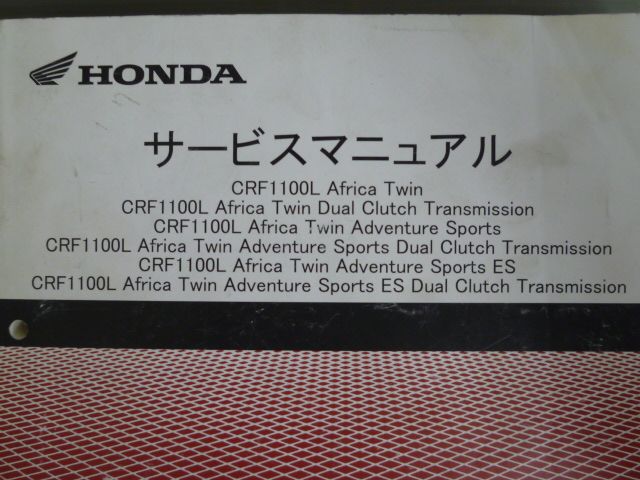 HONDA
サービスマニュアル
CRF1100L Africa Twin
CRF1100L Africa Twin Dual Clutch Transmission
CRF1100L Africa Twin Adventure Sports
CRF1100L Africa Twin Adventure Sports Dual Clutch Transmission
CRF1100L Africa Twin Adventure Sports ES
CRF1100L Africa Twin Adventure Sports ES Dual Clutch Transmission